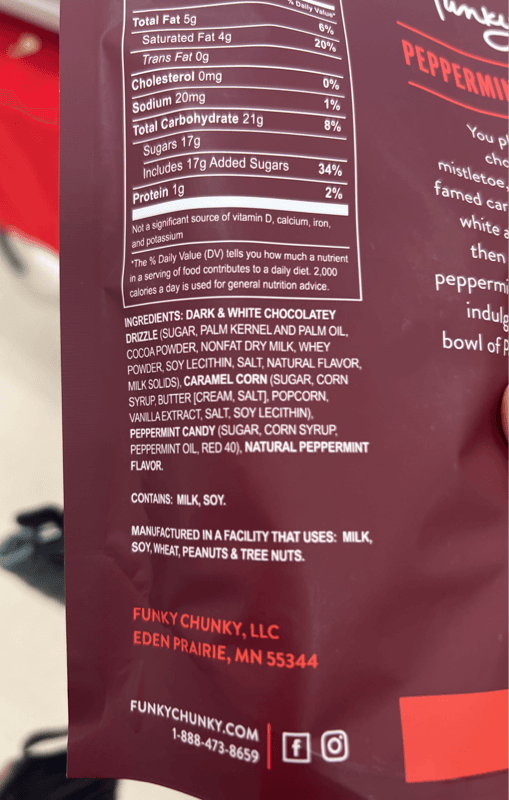 % Daily Value*
Total Fat 5g 6%
Saturated Fat 4g 20%
Trans Fat 0g
Cholesterol 0mg 0%
Sodium 20mg 1%
Total Carbohydrate 21g 8%
Sugars 17g
Includes 17g Added Sugars 34%
Protein 1g 2%
Not a significant source of vitamin D, calcium, iron,
and potassium
*The % Daily Value (DV) tells you how much a nutrient
in a serving of food contributes to a daily diet. 2,000
calories a day is used for general nutrition advice.
INGREDIENTS: DARK & WHITE CHOCOLATEY
DRIZZLE (SUGAR, PALM KERNEL AND PALM OIL,
COCOA POWDER, NONFAT DRY MILK, WHEY
POWDER, SOY LECITHIN, SALT, NATURAL FLAVOR,
MILK SOLIDS), CARAMEL CORN (SUGAR, CORN
SYRUP, BUTTER [CREAM, SALT], POPCORN,
VANILLA EXTRACT, SALT, SOY LECITHIN),
PEPPERMINT CANDY (SUGAR, CORN SYRUP,
PEPPERMINT OIL, RED 40), NATURAL PEPPERMINT
FLAVOR.
CONTAINS: MILK, SOY.
MANUFACTURED IN A FACILITY THAT USES: MILK,
SOY, WHEAT, PEANUTS & TREE NUTS.
FUNKY CHUNKY, LLC
EDEN PRAIRIE, MN 55344
FUNKYCHUNKY.COM
1-888-473-8659
PEPPERMI
You p
cho
mistletoe,
famed car
white a
then
pepperm
indulg
bowl of p